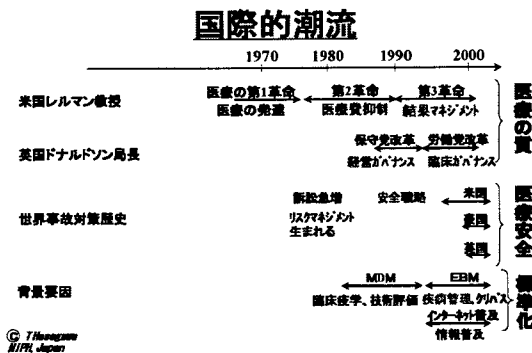 国際的潮流
1970 1980 1990 2000
米国レルマン教授
医療の第1革命 第2革命 第3革命
医療の発達 医療費抑制 結果マネジメント
英国ドナルドソン局長
保守党改革 労働党改革
経営ガバナンス 臨床ガバナンス
医療の質
世界事故対策歴史
訴訟急増 安全戦略 米国
リスクマネジメント
生まれる
豪国
英国
医療安全
背景要因
MDM EBM
臨床疫学、技術評価 疾病管理、クリパス
インターネット普及
情報普及
標準化
© T Hasegawa
NIPH, Japan